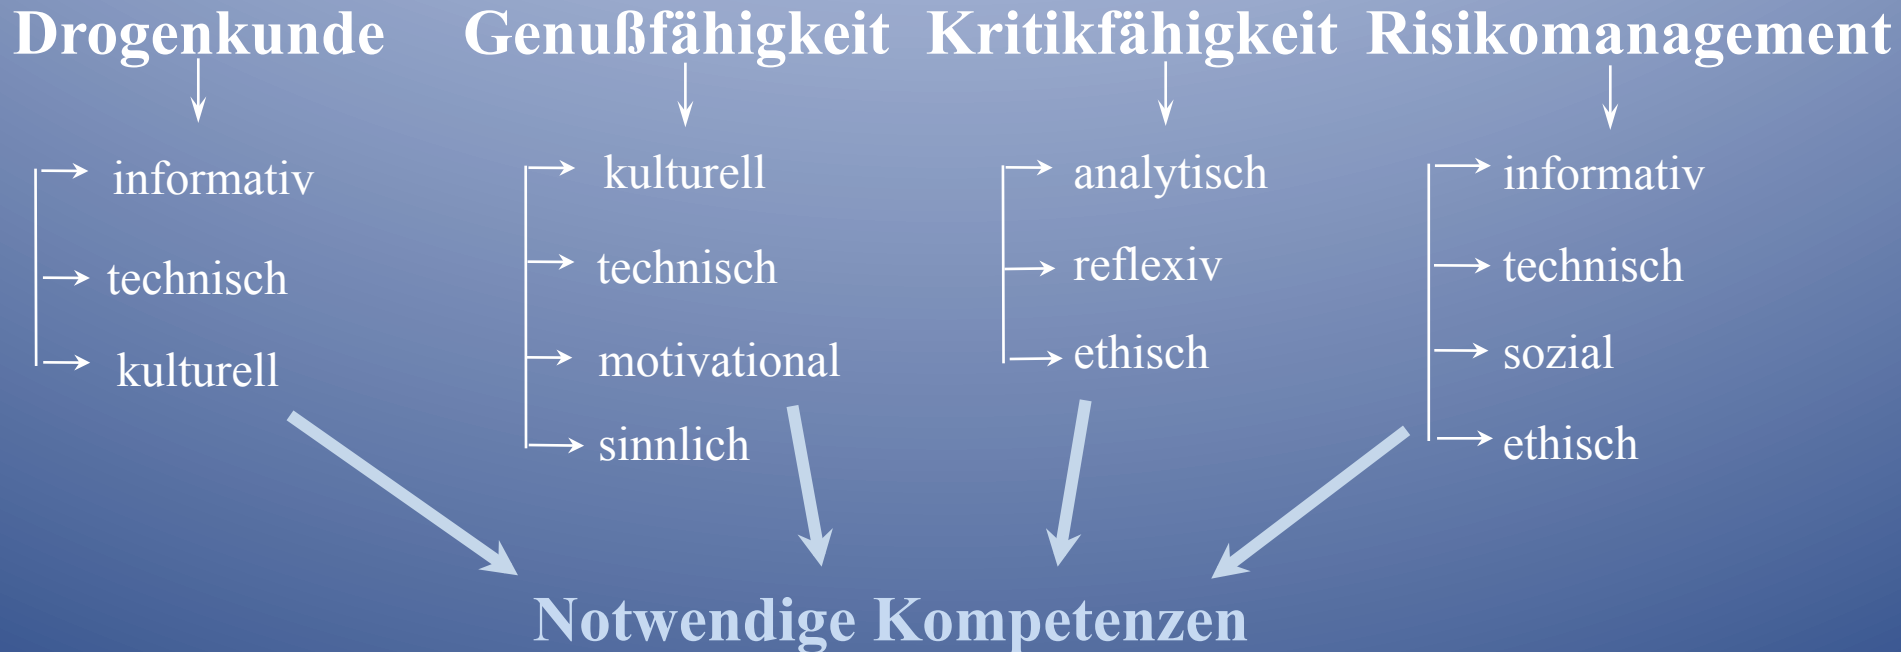 Drogenkunde
informativ
technisch
kulturell
Genußfähigkeit
kulturell
technisch
motivational
sinnlich
Kritikfähigkeit
analytisch
reflexiv
ethisch
Risikomanagement
informativ
technisch
sozial
ethisch
Notwendige Kompetenzen